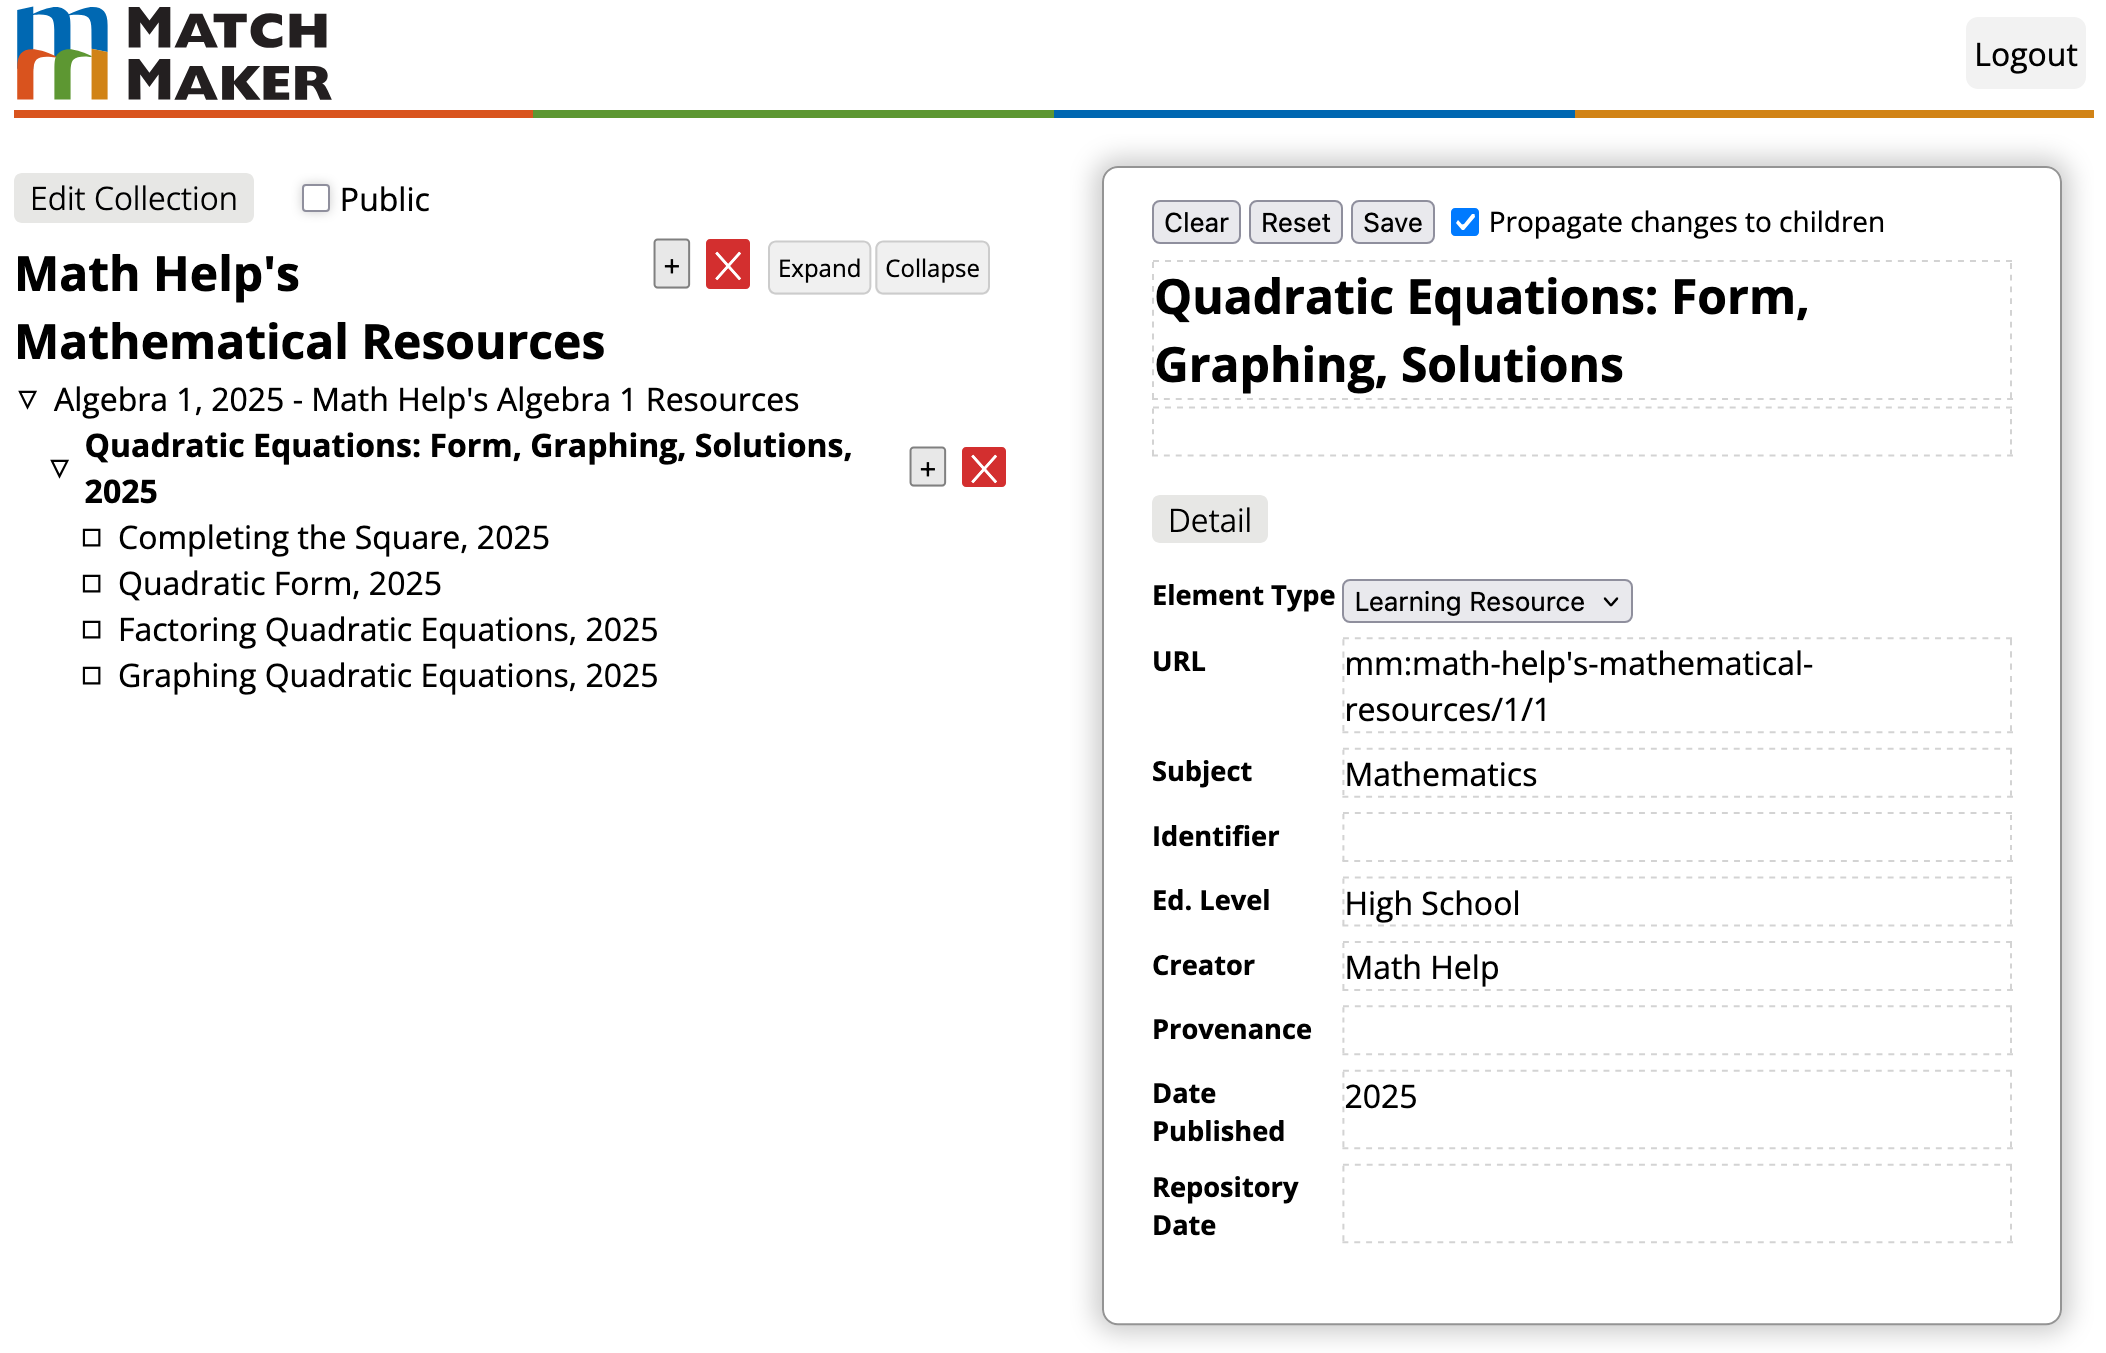 MATCH
MAKER
Logout
Edit Collection
Public
Math Help's
Mathematical Resources
+
Expand
Collapse
Algebra 1, 2025 - Math Help's Algebra 1 Resources
Quadratic Equations: Form, Graphing, Solutions,
2025
+
Completing the Square, 2025
Quadratic Form, 2025
Factoring Quadratic Equations, 2025
Graphing Quadratic Equations, 2025
Clear
Reset
Save
Propagate changes to children
Quadratic Equations: Form,
Graphing, Solutions
Detail
Element Type
Learning Resource
URL
mm:math-help's-mathematical-
resources/1/1
Subject
Mathematics
Identifier
Ed. Level
High School
Creator
Math Help
Provenance
Date
Published
2025
Repository
Date